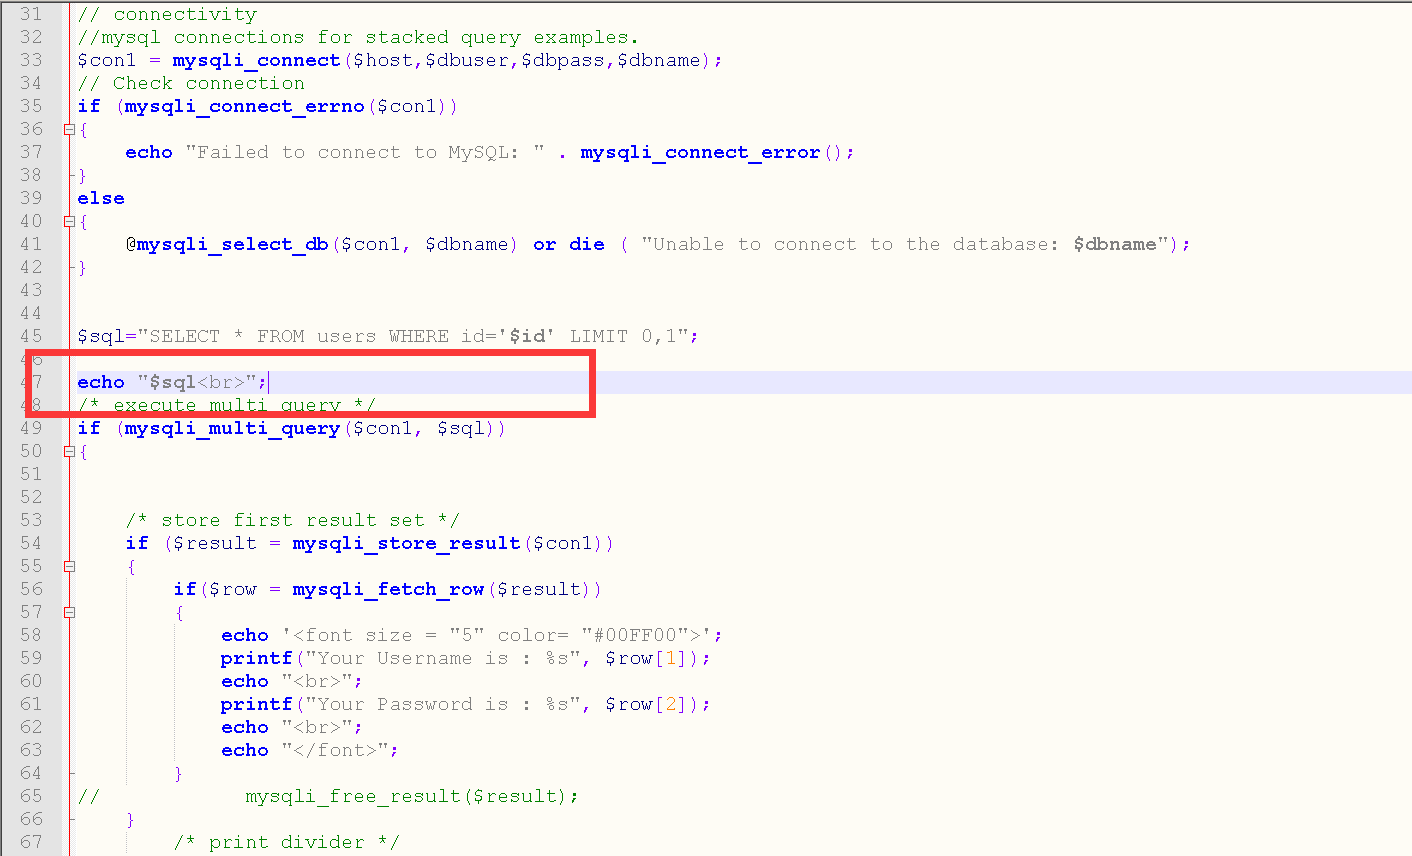 31 // connectivity
32 //mysql connections for stacked query examples.
33 $con1 = mysqli_connect($host,$dbuser,$dbpass,$dbname);
34 // Check connection
35 if (mysqli_connect_errno($con1))
36 {
37 echo "Failed to connect to MySQL: " . mysqli_connect_error();
38 }
39 else
40 {
41 @mysqli_select_db($con1, $dbname) or die ( "Unable to connect to the database: $dbname");
42 }
43
44
45 $sql="SELECT * FROM users WHERE id='$id' LIMIT 0,1";
46
47 echo "$sql<br>";
48 /* execute multi query */
49 if (mysqli_multi_query($con1, $sql))
50 {
51
52
53 /* store first result set */
54 if ($result = mysqli_store_result($con1))
55 {
56 if($row = mysqli_fetch_row($result))
57 {
58 echo '<font size = "5" color= "#00FF00">';
59 printf("Your Username is : %s", $row[1]);
60 echo "<br>";
61 printf("Your Password is : %s", $row[2]);
62 echo "<br>";
63 echo "</font>";
64 }
65 // mysqli_free_result($result);
66 }
67 /* print divider */